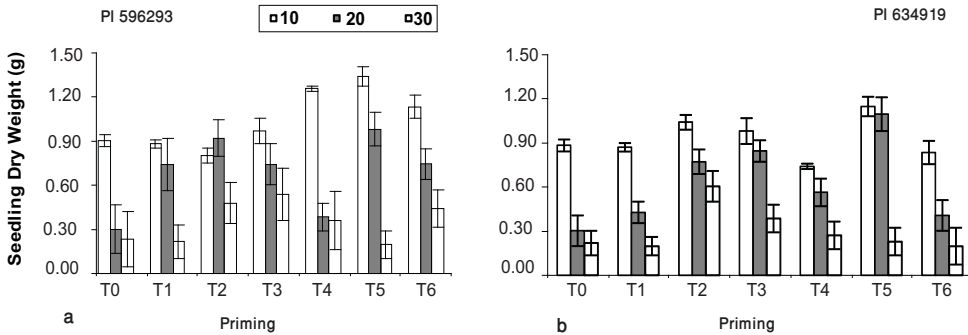 PI 596293
10 20 30
PI 634919
Seedling Dry Weight (g)
1.50
1.20
0.90
0.60
0.30
0.00
T0 T1 T2 T3 T4 T5 T6
a
Priming
1.50
1.20
0.90
0.60
0.30
0.00
T0 T1 T2 T3 T4 T5 T6
b
Priming